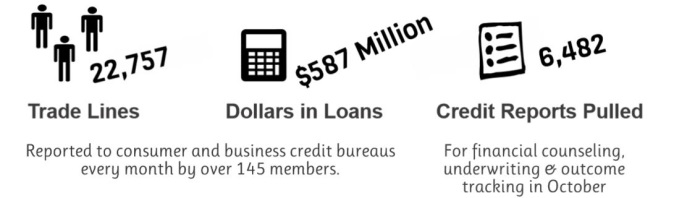 22,757
$587 Million
6,482
Trade Lines
Dollars in Loans
Credit Reports Pulled
Reported to consumer and business credit bureaus
every month by over 145 members.
For financial counseling,
underwriting & outcome
tracking in October